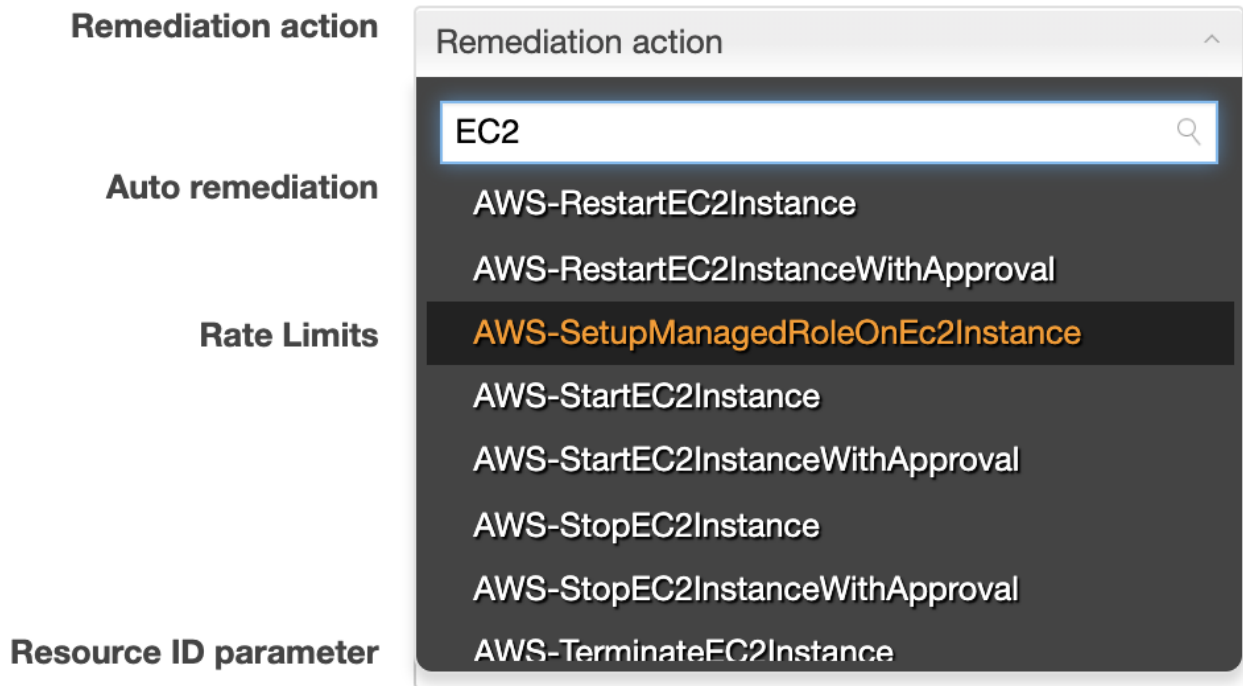 Remediation action
Remediation action
EC2
Auto remediation
AWS-RestartEC2Instance
AWS-RestartEC2InstanceWithApproval
Rate Limits
AWS-SetupManagedRoleOnEc2Instance
AWS-StartEC2Instance
AWS-StartEC2InstanceWithApproval
AWS-StopEC2Instance
AWS-StopEC2InstanceWithApproval
Resource ID parameter
AWS-TerminateEC2Instance